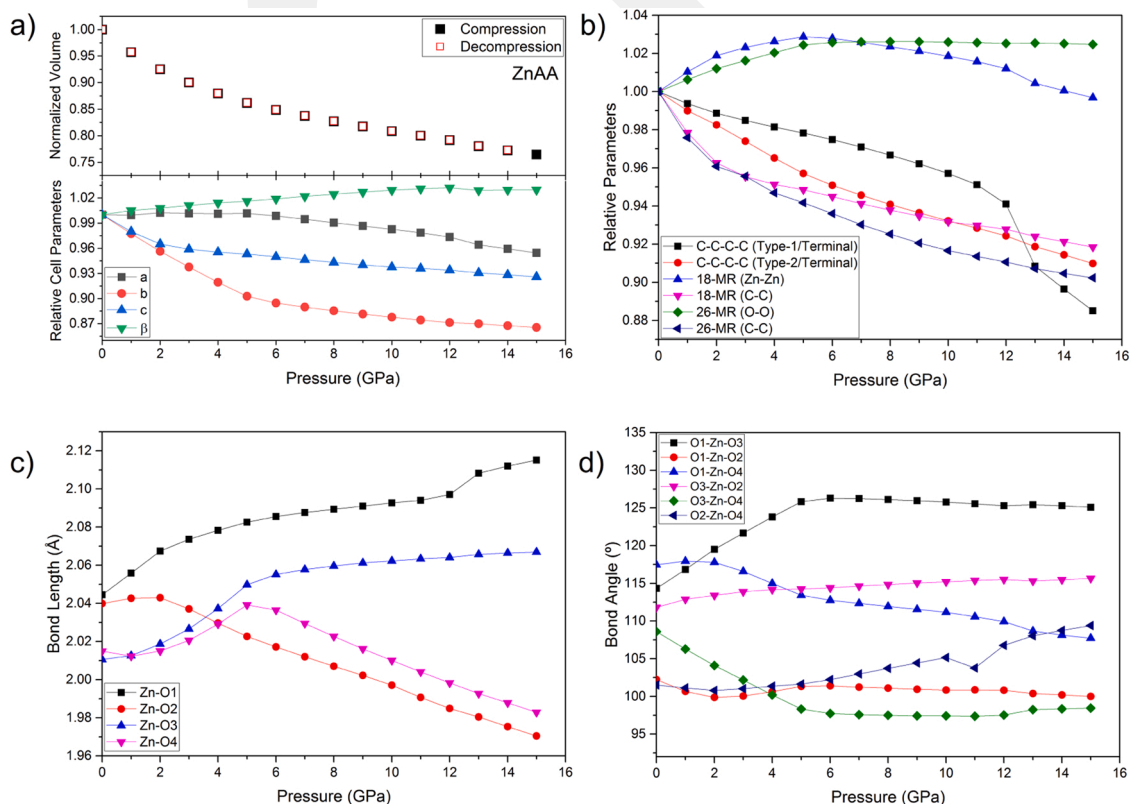 a)
1.00
0.95
0.90
0.85
0.80
0.75
Normalized Volume
Compression
Decompression
ZnAA
1.02
0.99
0.96
0.93
0.90
0.87
Relative Cell Parameters
a
b
c
β
0 2 4 6 8 10 12 14 16
Pressure (GPa)
b)
1.04
1.02
1.00
0.98
0.96
0.94
0.92
0.90
0.88
Relative Parameters
C-C-C-C (Type-1/Terminal)
C-C-C-C (Type-2/Terminal)
18-MR (Zn-Zn)
18-MR (C-C)
26-MR (O-O)
26-MR (C-C)
0 2 4 6 8 10 12 14 16
Pressure (GPa)
c)
2.12
2.10
2.08
2.06
2.04
2.02
2.00
1.98
1.96
Bond Length (Å)
Zn-O1
Zn-O2
Zn-O3
Zn-O4
0 2 4 6 8 10 12 14 16
Pressure (GPa)
d)
135
130
125
120
115
110
105
100
95
Bond Angle (º)
O1-Zn-O3
O1-Zn-O2
O1-Zn-O4
O3-Zn-O2
O3-Zn-O4
O2-Zn-O4
0 2 4 6 8 10 12 14 16
Pressure (GPa)